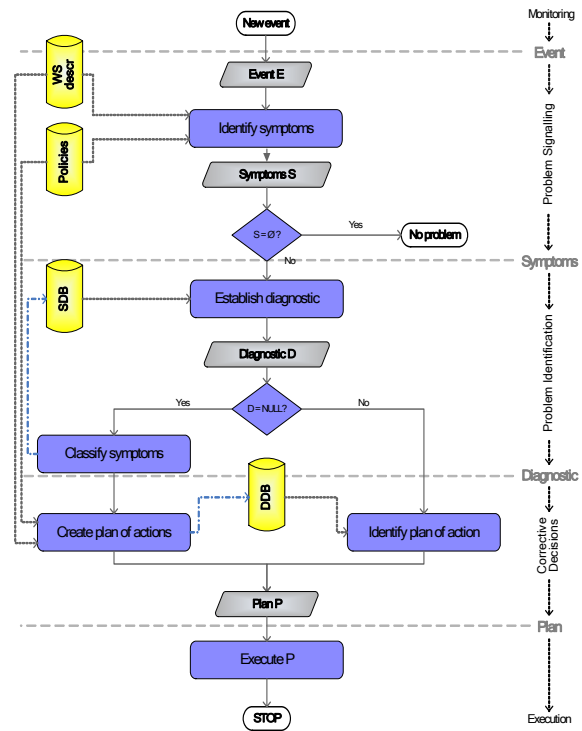 New event
Monitoring
Event
WS
descr
Event E
Identify symptoms
Policies
Problem Signalling
Symptoms S
S = Ø?
Yes
No problem
No
Symptoms
SDB
Establish diagnostic
Diagnostic D
Problem Identification
D = NULL?
Yes
No
Classify symptoms
Diagnostic
DDB
Create plan of actions
Identify plan of action
Corrective
Decisions
Plan P
Plan
Execute P
STOP
Execution